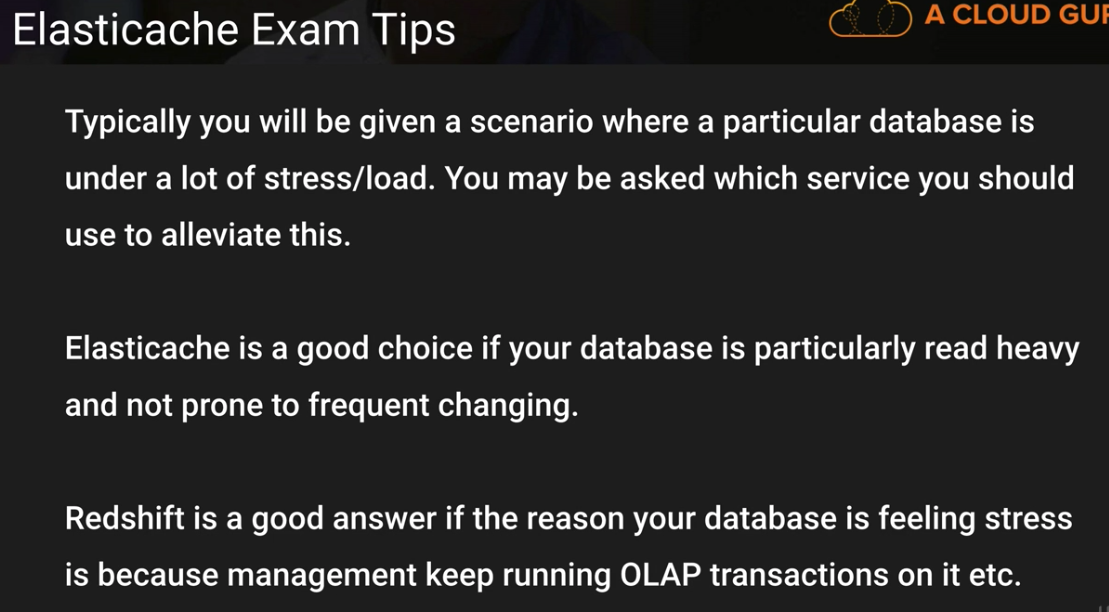 Elasticache Exam Tips
A CLOUD
Typically you will be given a scenario where a particular database is
under a lot of stress/load. You may be asked which service you should
use to alleviate this.
Elasticache is a good choice if your database is particularly read heavy
and not prone to frequent changing.
Redshift is a good answer if the reason your database is feeling stress
is because management keep running OLAP transactions on it etc.